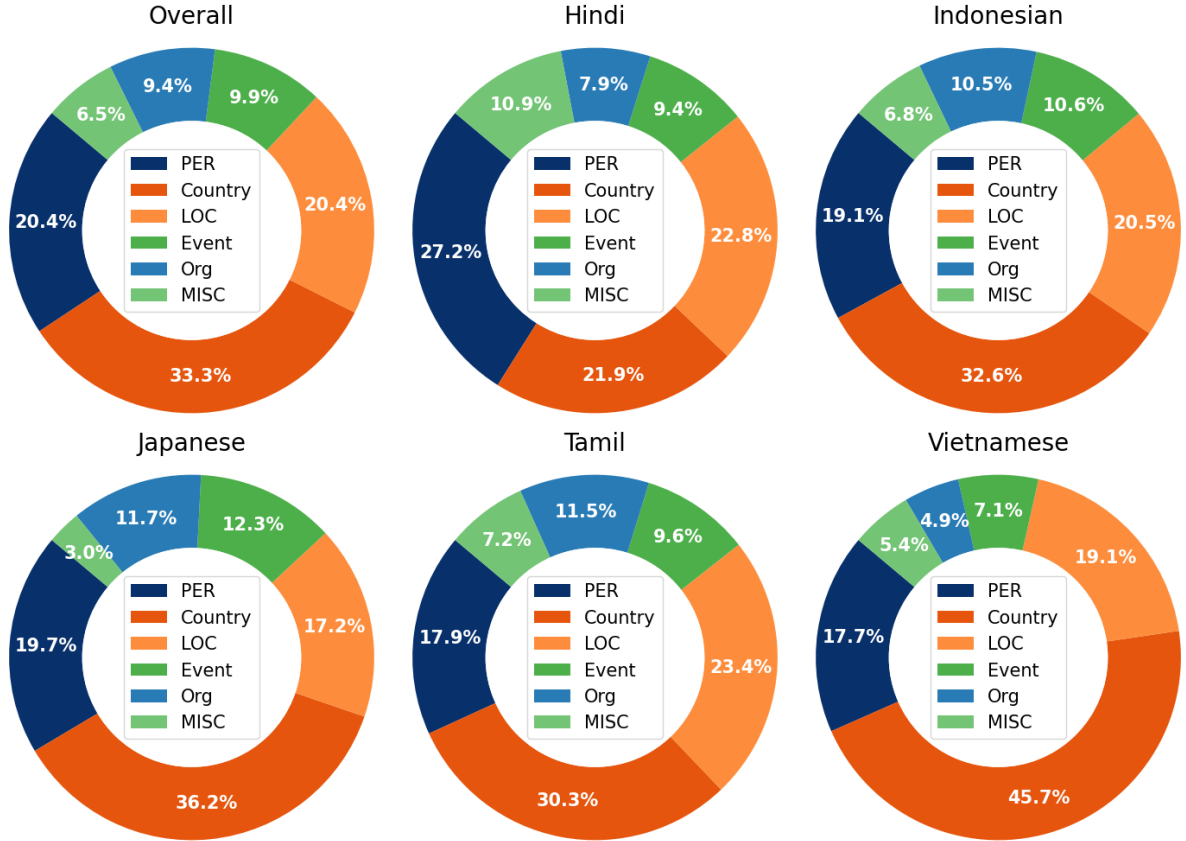 Overall
9.4%
9.9%
6.5%
20.4%
20.4%
33.3%
PER
Country
LOC
Event
Org
MISC
Hindi
7.9%
10.9%
9.4%
27.2%
22.8%
21.9%
PER
Country
LOC
Event
Org
MISC
Indonesian
10.5%
10.6%
6.8%
19.1%
20.5%
32.6%
PER
Country
LOC
Event
Org
MISC
Japanese
11.7%
12.3%
3.0%
19.7%
17.2%
36.2%
PER
Country
LOC
Event
Org
MISC
Tamil
11.5%
9.6%
7.2%
17.9%
23.4%
30.3%
PER
Country
LOC
Event
Org
MISC
Vietnamese
7.1%
4.9%
5.4%
19.1%
17.7%
45.7%
PER
Country
LOC
Event
Org
MISC